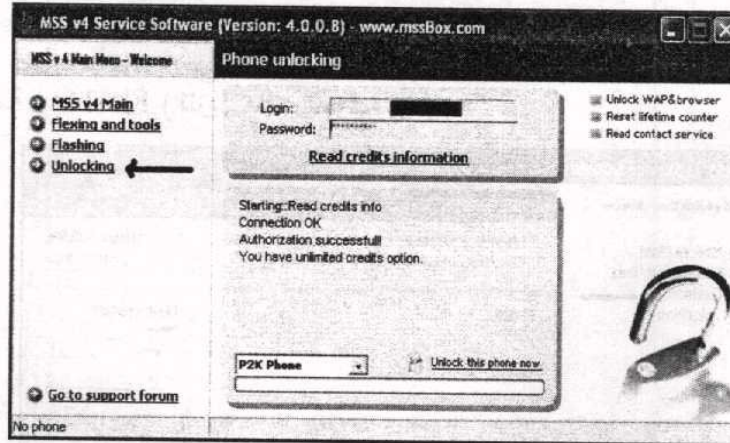 MSS v4 Service Software (Version: 4.0.0.8) - www.mssBox.com
MSS v 4 Main Menu - Welcome
Phone unlocking
MSS v4 Main
Flexing and tools
Flashing
Unlocking
Login:
Password: ********
Read credits information
Unlock WAP&browser
Reset lifetime counter
Read contact service
Starting::Read credits info
Connection OK
Authorization successfull!
You have unlimited credits option.
P2K Phone
Unlock this phone now
Go to support forum
No phone